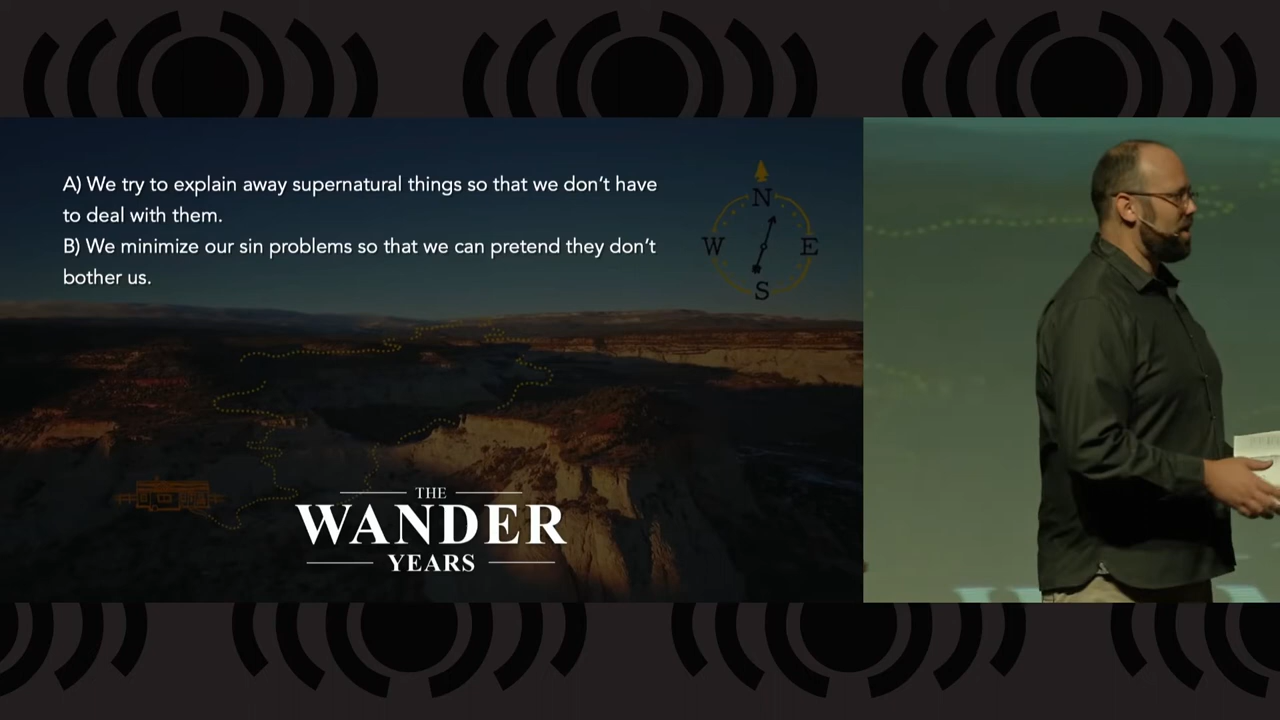 A) We try to explain away supernatural things so that we don't have
to deal with them.
B) We minimize our sin problems so that we can pretend they don't
bother us.
N
W E
S
THE
WANDER
YEARS